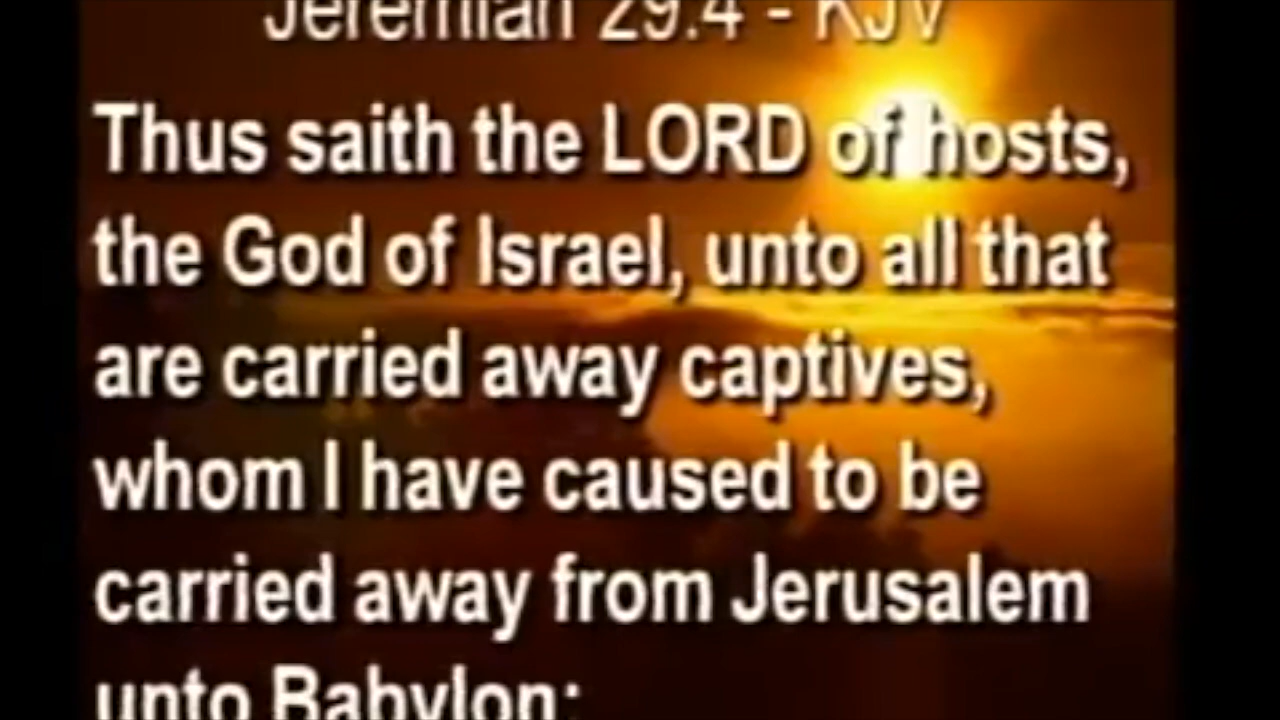 Jeremiah 29:4 - KJV
Thus saith the LORD of hosts,
the God of Israel, unto all that
are carried away captives,
whom I have caused to be
carried away from Jerusalem
unto Babylon;